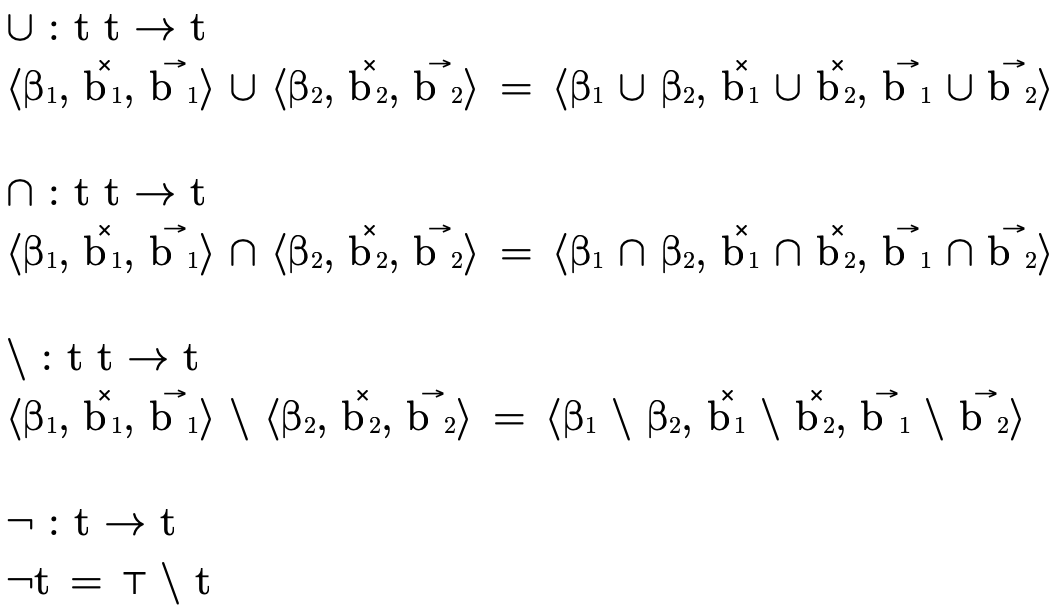 ∪ : t t → t
⟨β₁, b×₁, b→₁⟩ ∪ ⟨β₂, b×₂, b→₂⟩ = ⟨β₁ ∪ β₂, b×₁ ∪ b×₂, b→₁ ∪ b→₂⟩
∩ : t t → t
⟨β₁, b×₁, b→₁⟩ ∩ ⟨β₂, b×₂, b→₂⟩ = ⟨β₁ ∩ β₂, b×₁ ∩ b×₂, b→₁ ∩ b→₂⟩
\ : t t → t
⟨β₁, b×₁, b→₁⟩ \ ⟨β₂, b×₂, b→₂⟩ = ⟨β₁ \ β₂, b×₁ \ b×₂, b→₁ \ b→₂⟩
¬ : t → t
¬t = ⊤ \ t